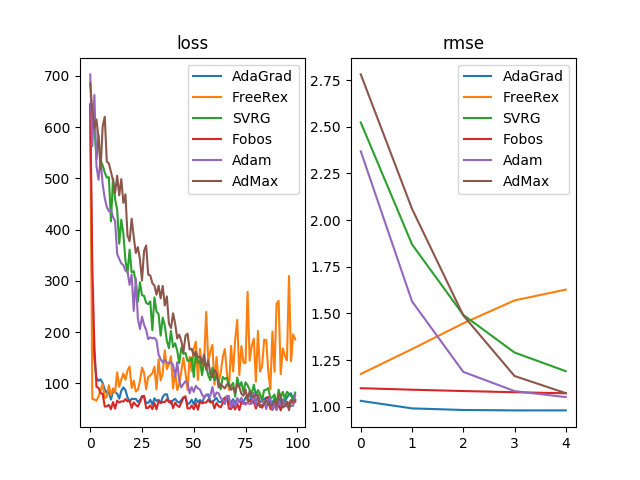 loss
700
600
500
400
300
200
100
0
25
50
75
100
AdaGrad
FreeRex
SVRG
Fobos
Adam
AdMax
rmse
2.75
2.50
2.25
2.00
1.75
1.50
1.25
1.00
0
1
2
3
4
AdaGrad
FreeRex
SVRG
Fobos
Adam
AdMax